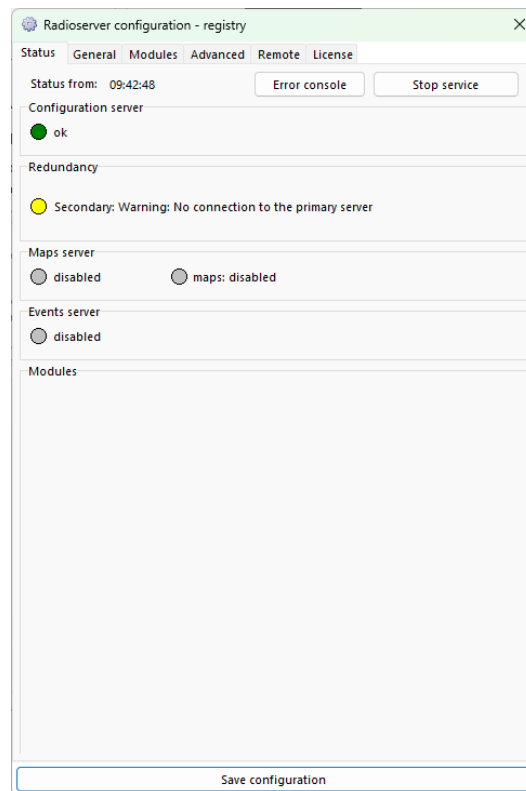 Radioserver configuration - registry
Status General Modules Advanced Remote License
Status from: 09:42:48 Error console Stop service
Configuration server
ok
Redundancy
Secondary: Warning: No connection to the primary server
Maps server
disabled maps: disabled
Events server
disabled
Modules
Save configuration